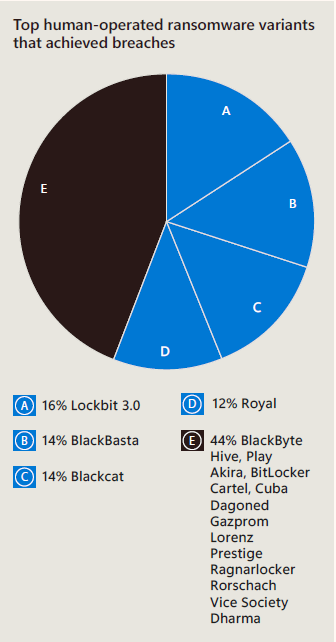 Top human-operated ransomware variants
that achieved breaches
A
B
C
D
E
A 16% Lockbit 3.0
B 14% BlackBasta
C 14% Blackcat
D 12% Royal
E 44% BlackByte
Hive, Play
Akira, BitLocker
Cartel, Cuba
Dagoned
Gazprom
Lorenz
Prestige
Ragnarlocker
Rorschach
Vice Society
Dharma